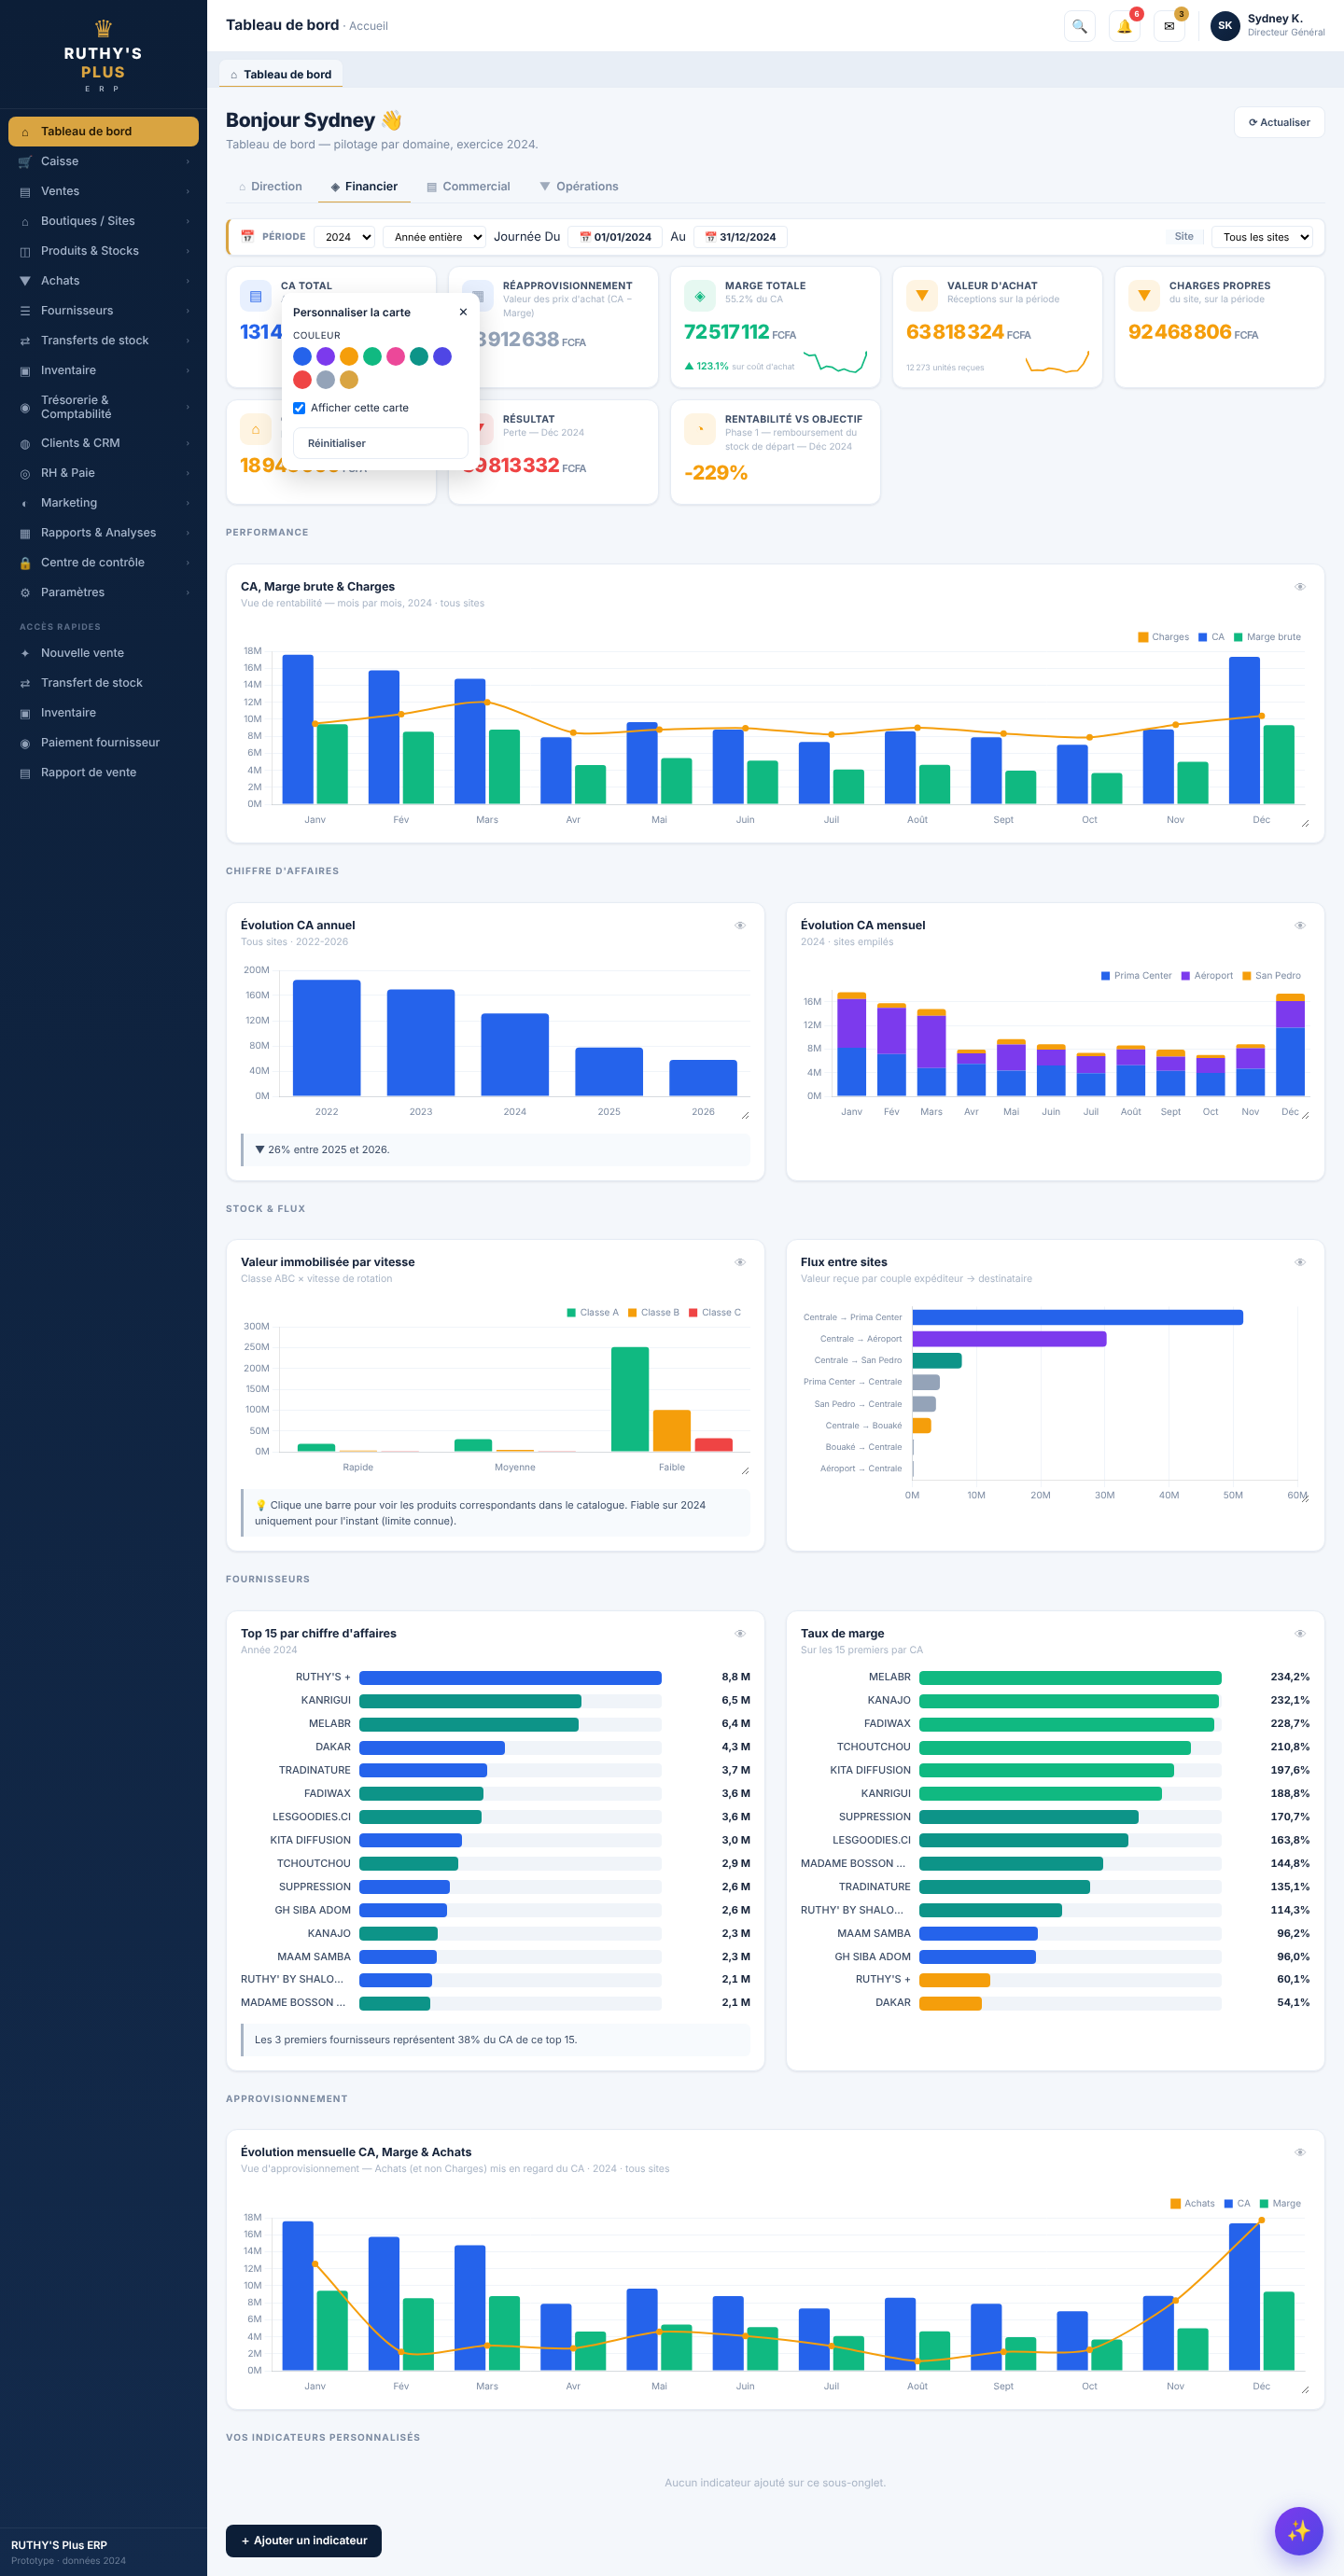 RUTHY'S
PLUS
E R P
Tableau de bord
Caisse
Ventes
Boutiques / Sites
Produits & Stocks
Achats
Fournisseurs
Transferts de stock
Inventaire
Trésorerie &
Comptabilité
Clients & CRM
RH & Paie
Marketing
Rapports & Analyses
Centre de contrôle
Paramètres
ACCÈS RAPIDES
Nouvelle vente
Transfert de stock
Inventaire
Paiement fournisseur
Rapport de vente
RUTHY'S Plus ERP
Prototype · données 2024
Tableau de bord · Accueil
6
3
SK
Sydney K.
Directeur Général
Tableau de bord
Bonjour Sydney 👋
Tableau de bord — pilotage par domaine, exercice 2024.
⟳ Actualiser
Direction
Financier
Commercial
Opérations
PÉRIODE
2024
Année entière
Journée Du
01/01/2024
Au
31/12/2024
Site
Tous les sites
CA TOTAL
1314
RÉAPPROVISIONNEMENT
Valeur des prix d'achat (CA −
Marge)
8912638 FCFA
MARGE TOTALE
55.2% du CA
72517112 FCFA
▲ 123.1% sur coût d'achat
VALEUR D'ACHAT
Réceptions sur la période
63818324 FCFA
12 273 unités reçues
CHARGES PROPRES
du site, sur la période
92468806 FCFA
Personnaliser la carte
✕
COULEUR
Afficher cette carte
Réinitialiser
RÉSULTAT
Perte — Déc 2024
9813332 FCFA
RENTABILITÉ VS OBJECTIF
Phase 1 — remboursement du
stock de départ — Déc 2024
-229%
PERFORMANCE
CA, Marge brute & Charges
Vue de rentabilité — mois par mois, 2024 · tous sites
Charges CA Marge brute
18M
16M
14M
12M
10M
8M
6M
4M
2M
0M
Janv Fév Mars Avr Mai Juin Juil Août Sept Oct Nov Déc
CHIFFRE D'AFFAIRES
Évolution CA annuel
Tous sites · 2022-2026
200M
160M
120M
80M
40M
0M
2022 2023 2024 2025 2026
▼ 26% entre 2025 et 2026.
Évolution CA mensuel
2024 · sites empilés
Prima Center Aéroport San Pedro
16M
12M
8M
4M
0M
Janv Fév Mars Avr Mai Juin Juil Août Sept Oct Nov Déc
STOCK & FLUX
Valeur immobilisée par vitesse
Classe ABC × vitesse de rotation
Classe A Classe B Classe C
300M
250M
200M
150M
100M
50M
0M
Rapide Moyenne Faible
💡 Clique une barre pour voir les produits correspondants dans le catalogue. Fiable sur 2024
uniquement pour l'instant (limite connue).
Flux entre sites
Valeur reçue par couple expéditeur → destinataire
Centrale → Prima Center
Centrale → Aéroport
Centrale → San Pedro
Prima Center → Centrale
San Pedro → Centrale
Centrale → Bouaké
Bouaké → Centrale
Aéroport → Centrale
0M 10M 20M 30M 40M 50M 60M
FOURNISSEURS
Top 15 par chiffre d'affaires
Année 2024
RUTHY'S + 8,8 M
KANRIGUI 6,5 M
MELABR 6,4 M
DAKAR 4,3 M
TRADINATURE 3,7 M
FADIWAX 3,6 M
LESGOODIES.CI 3,6 M
KITA DIFFUSION 3,0 M
TCHOUTCHOU 2,9 M
SUPPRESSION 2,6 M
GH SIBA ADOM 2,6 M
KANAJO 2,3 M
MAAM SAMBA 2,3 M
RUTHY' BY SHALO... 2,1 M
MADAME BOSSON ... 2,1 M
Les 3 premiers fournisseurs représentent 38% du CA de ce top 15.
Taux de marge
Sur les 15 premiers par CA
MELABR 234,2%
KANAJO 232,1%
FADIWAX 228,7%
TCHOUTCHOU 210,8%
KITA DIFFUSION 197,6%
KANRIGUI 188,8%
SUPPRESSION 170,7%
LESGOODIES.CI 163,8%
MADAME BOSSON ... 144,8%
TRADINATURE 135,1%
RUTHY' BY SHALO... 114,3%
MAAM SAMBA 96,2%
GH SIBA ADOM 96,0%
RUTHY'S + 60,1%
DAKAR 54,1%
APPROVISIONNEMENT
Évolution mensuelle CA, Marge & Achats
Vue d'approvisionnement — Achats (et non Charges) mis en regard du CA · 2024 · tous sites
Achats CA Marge
18M
16M
14M
12M
10M
8M
6M
4M
2M
0M
Janv Fév Mars Avr Mai Juin Juil Août Sept Oct Nov Déc
VOS INDICATEURS PERSONNALISÉS
Aucun indicateur ajouté sur ce sous-onglet.
+ Ajouter un indicateur